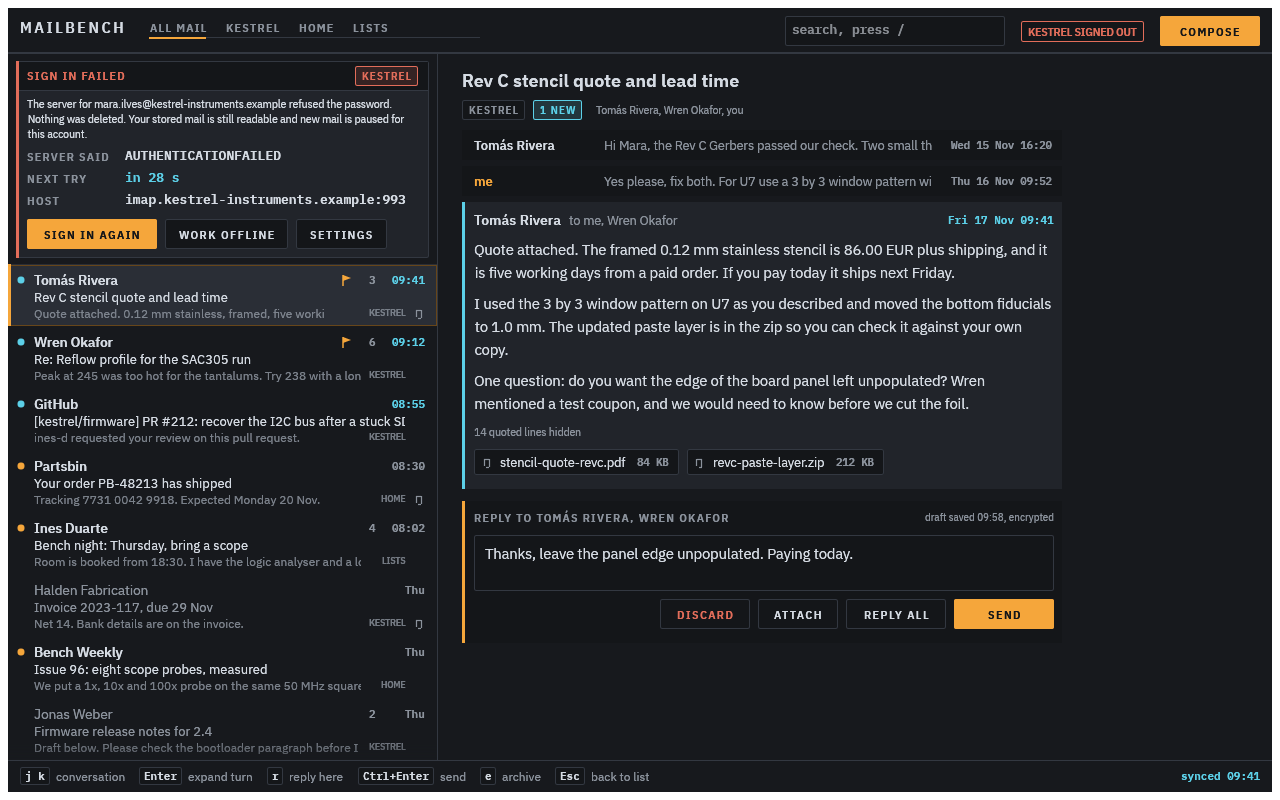 MAILBENCH
ALL MAIL KESTREL HOME LISTS
search, press /
KESTREL SIGNED OUT
COMPOSE
SIGN IN FAILED
KESTREL
The server for mara.ilves@kestrel-instruments.example refused the password.
Nothing was deleted. Your stored mail is still readable and new mail is paused for
this account.
SERVER SAID AUTHENTICATIONFAILED
NEXT TRY in 28 s
HOST imap.kestrel-instruments.example:993
SIGN IN AGAIN WORK OFFLINE SETTINGS
Tomás Rivera 3 09:41
Rev C stencil quote and lead time
Quote attached. 0.12 mm stainless, framed, five worki KESTREL
Wren Okafor 6 09:12
Re: Reflow profile for the SAC305 run
Peak at 245 was too hot for the tantalums. Try 238 with a lon KESTREL
GitHub 08:55
[kestrel/firmware] PR #212: recover the I2C bus after a stuck SD
ines-d requested your review on this pull request. KESTREL
Partsbin 08:30
Your order PB-48213 has shipped
Tracking 7731 0042 9918. Expected Monday 20 Nov. HOME
Ines Duarte 4 08:02
Bench night: Thursday, bring a scope
Room is booked from 18:30. I have the logic analyser and a lo LISTS
Halden Fabrication Thu
Invoice 2023-117, due 29 Nov
Net 14. Bank details are on the invoice. KESTREL
Bench Weekly Thu
Issue 96: eight scope probes, measured
We put a 1x, 10x and 100x probe on the same 50 MHz square HOME
Jonas Weber 2 Thu
Firmware release notes for 2.4
Draft below. Please check the bootloader paragraph before I KESTREL
Rev C stencil quote and lead time
KESTREL 1 NEW Tomás Rivera, Wren Okafor, you
Tomás Rivera Hi Mara, the Rev C Gerbers passed our check. Two small th Wed 15 Nov 16:20
me Yes please, fix both. For U7 use a 3 by 3 window pattern wi Thu 16 Nov 09:52
Tomás Rivera to me, Wren Okafor Fri 17 Nov 09:41
Quote attached. The framed 0.12 mm stainless stencil is 86.00 EUR plus shipping, and it
is five working days from a paid order. If you pay today it ships next Friday.
I used the 3 by 3 window pattern on U7 as you described and moved the bottom fiducials
to 1.0 mm. The updated paste layer is in the zip so you can check it against your own
copy.
One question: do you want the edge of the board panel left unpopulated? Wren
mentioned a test coupon, and we would need to know before we cut the foil.
14 quoted lines hidden
stencil-quote-revc.pdf 84 KB revc-paste-layer.zip 212 KB
REPLY TO TOMÁS RIVERA, WREN OKAFOR
draft saved 09:58, encrypted
Thanks, leave the panel edge unpopulated. Paying today.
DISCARD ATTACH REPLY ALL SEND
j k conversation Enter expand turn r reply here Ctrl+Enter send e archive Esc back to list
synced 09:41